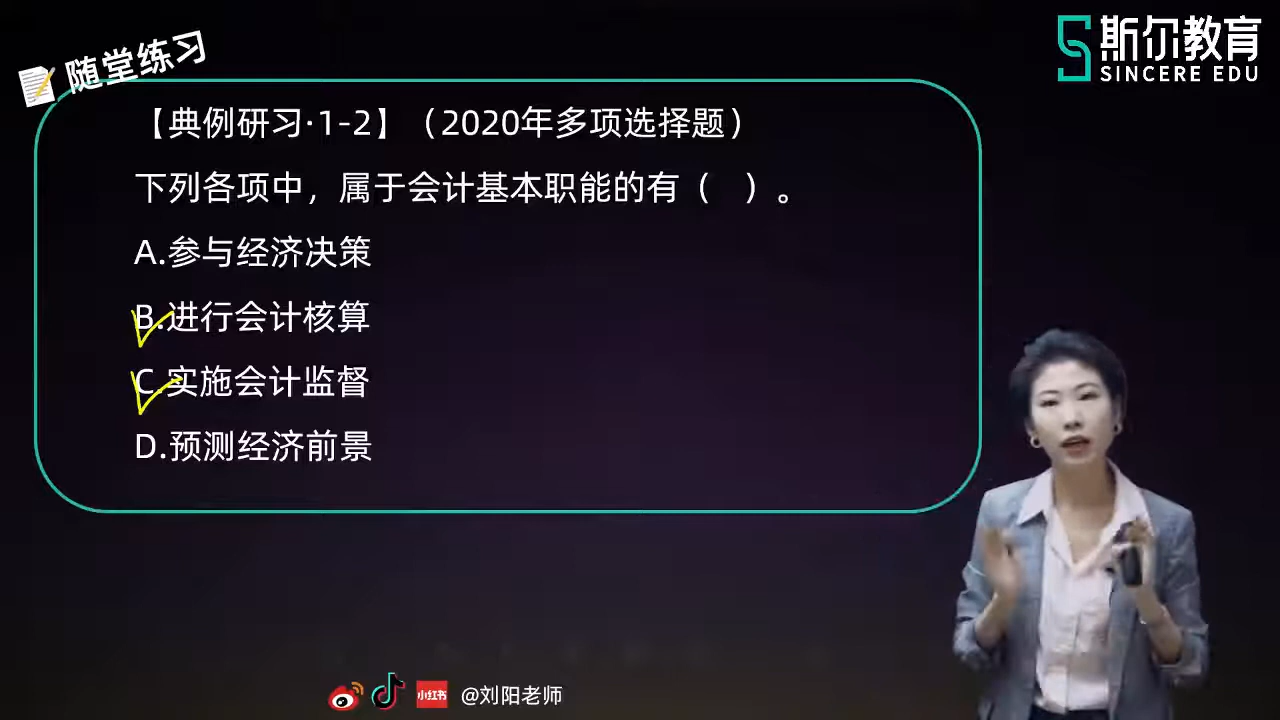 随堂练习
斯尔教育
SINCERE EDU
【典例研习·1-2】（2020年多项选择题）
下列各项中，属于会计基本职能的有（　）。
A.参与经济决策
B.进行会计核算
C.实施会计监督
D.预测经济前景
小红书
@刘阳老师